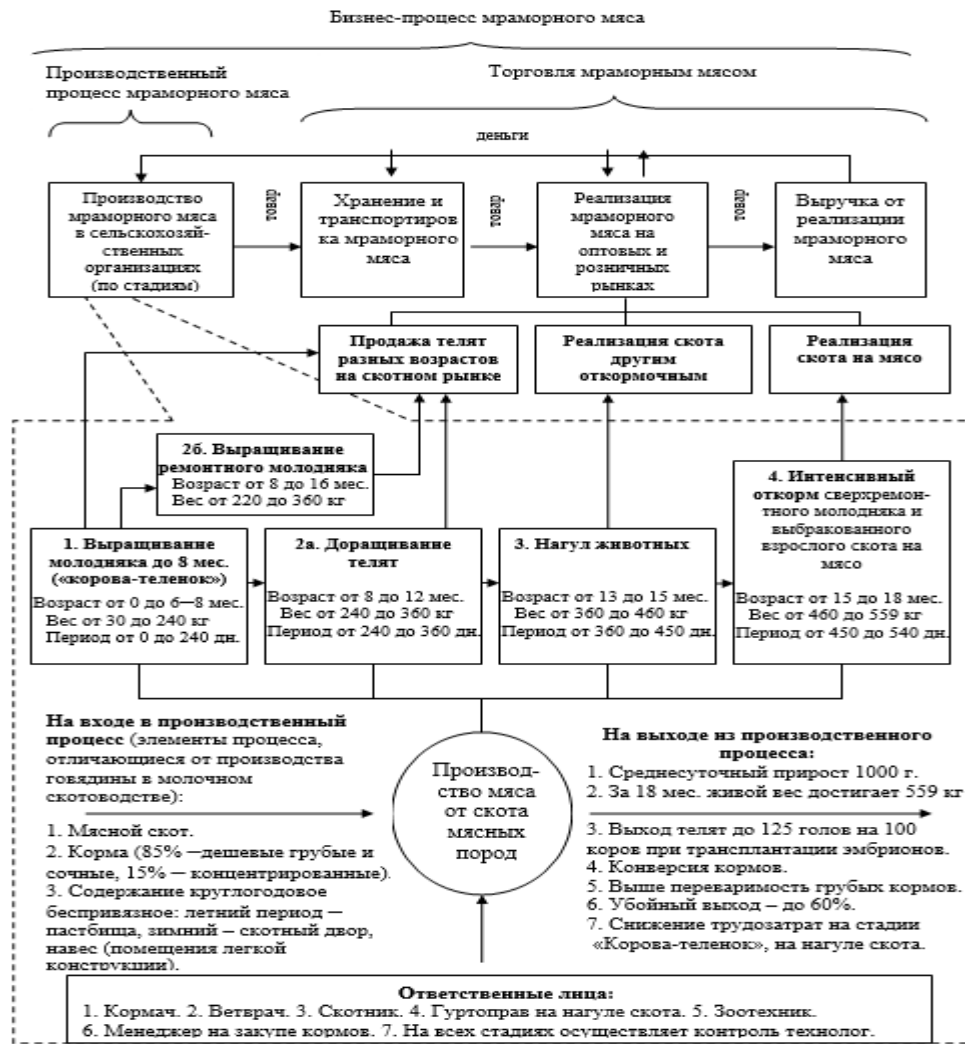 Бизнес-процесс мраморного мяса
Производственный
процесс мраморного мяса
Торговля мраморным мясом
деньги
Производство
мраморного мяса
в сельскохозяй-
ственных
организациях
(по стадиям)
товар
Хранение и
транспортиров
ка мраморного
мяса
товар
Реализация
мраморного
мяса на
оптовых и
розничных
рынках
товар
Выручка от
реализации
мраморного
мяса
Продажа телят
разных возрастов
на скотном рынке
Реализация скота
другим
откормочным
Реализация
скота на мясо
2б. Выращивание
ремонтного молодняка
Возраст от 8 до 16 мес.
Вес от 220 до 360 кг
1. Выращивание
молодняка до 8 мес.
(«корова-теленок»)
Возраст от 0 до 6–8 мес.
Вес от 30 до 240 кг
Период от 0 до 240 дн.
2а. Доращивание
телят
Возраст от 8 до 12 мес.
Вес от 240 до 360 кг
Период от 240 до 360 дн.
3. Нагул животных
Возраст от 13 до 15 мес.
Вес от 360 до 460 кг
Период от 360 до 450 дн.
4. Интенсивный
откорм сверхремон-
тного молодняка и
выбракованного
взрослого скота на
мясо
Возраст от 15 до 18 мес.
Вес от 460 до 559 кг
Период от 450 до 540 дн.
На входе в производственный
процесс (элементы процесса,
отличающиеся от производства
говядины в молочном
скотоводстве):
1. Мясной скот.
2. Корма (85% –дешевые грубые и
сочные, 15% – концентрированные).
3. Содержание круглогодовое
беспривязное: летний период –
пастбища, зимний – скотный двор,
навес (помещения легкой
конструкции).
Производ-
ство мяса
от скота
мясных
пород
На выходе из производственного
процесса:
1. Среднесуточный прирост 1000 г.
2. За 18 мес. живой вес достигает 559 кг
3. Выход телят до 125 голов на 100
коров при трансплантации эмбрионов.
4. Конверсия кормов.
5. Выше переваримость грубых кормов.
6. Убойный выход – до 60%.
7. Снижение трудозатрат на стадии
«Корова-теленок», на нагуле скота.
Ответственные лица:
1. Кормач. 2. Ветврач. 3. Скотник. 4. Гуртоправ на нагуле скота. 5. Зоотехник.
6. Менеджер на закупе кормов. 7. На всех стадиях осуществляет контроль технолог.